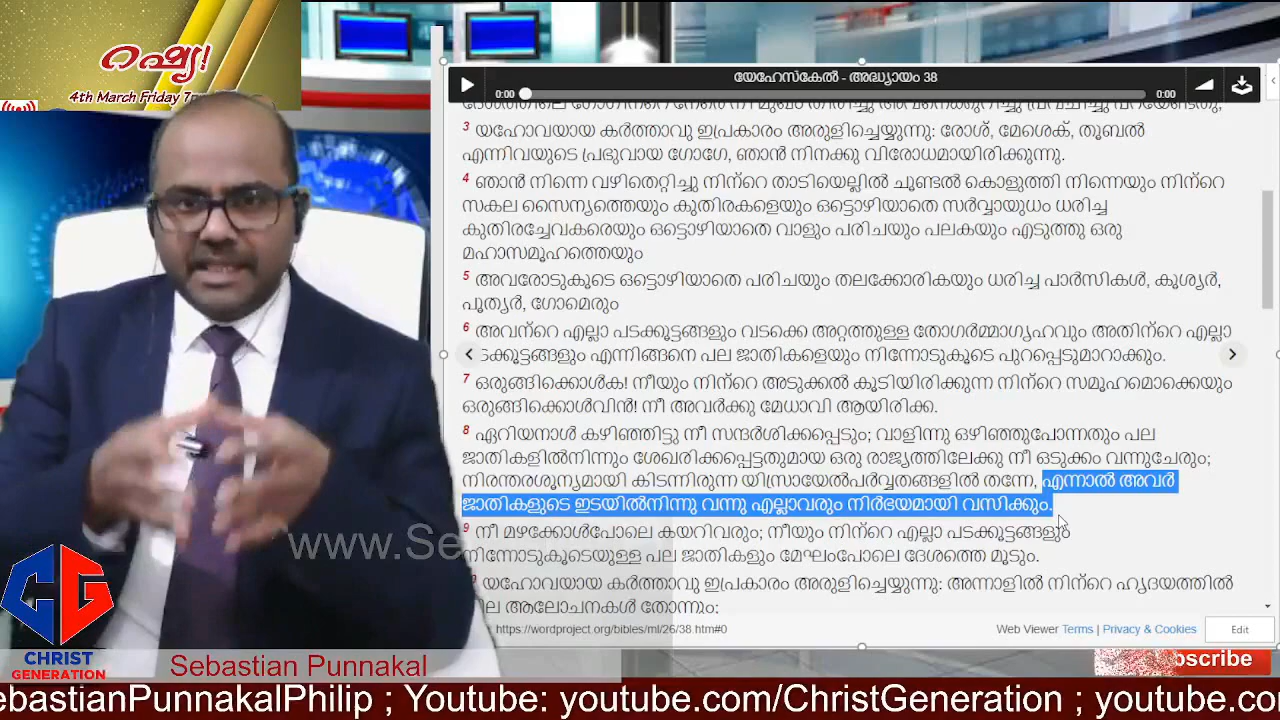 റഷ്യ!
4th March Friday 7
യേഹേസ്കേൽ - അദ്ധ്യായം 38
0:00
0:00
3 യഹോവയായ കർത്താവു ഇപ്രകാരം അരുളിച്ചെയ്യുന്നു: രോശ്, മേശെക്, തൂബൽ
എന്നിവയുടെ പ്രഭുവായ ഗോഗേ, ഞാൻ നിനക്കു വിരോധമായിരിക്കുന്നു.
4 ഞാൻ നിന്നെ വഴിതെറ്റിച്ചു നിന്റെ താടിയെല്ലിൽ ചൂണ്ടൽ കൊളുത്തി നിന്നെയും നിന്റെ
സകല സൈന്യത്തെയും കുതിരകളെയും ഒട്ടൊഴിയാതെ സർവ്വായുധം ധരിച്ച
കുതിരച്ചേവകരെയും ഒട്ടൊഴിയാതെ വാളും പരിചയും പലകയും എടുത്തു ഒരു
മഹാസമൂഹത്തെയും
5 അവരോടുകൂടെ ഒട്ടൊഴിയാതെ പരിചയും തലക്കോരികയും ധരിച്ച പാർസികൾ, കൂശ്യർ,
പൂത്യർ, ഗോമെരും
6 അവന്റെ എല്ലാ പടക്കൂട്ടങ്ങളും വടക്കെ അറ്റത്തുള്ള തോഗർമ്മാഗൃഹവും അതിന്റെ എല്ലാ
ടക്കൂട്ടങ്ങളും എന്നിങ്ങനെ പല ജാതികളെയും നിന്നോടുകൂടെ പുറപ്പെടുമാറാക്കും.
7 ഒരുങ്ങിക്കൊൾക! നീയും നിന്റെ അടുക്കൽ കൂടിയിരിക്കുന്ന നിന്റെ സമൂഹമൊക്കെയും
ഒരുങ്ങിക്കൊൾവിൻ! നീ അവർക്കു മേധാവി ആയിരിക്ക.
8 ഏറിയനാൾ കഴിഞ്ഞിട്ടു നീ സന്ദർശിക്കപ്പെടും; വാളിന്നു ഒഴിഞ്ഞുപോന്നതും പല
ജാതികളിൽനിന്നും ശേഖരിക്കപ്പെട്ടതുമായ ഒരു രാജ്യത്തിലേക്കു നീ ഒടുക്കം വന്നുചേരും;
നിരന്തരശൂന്യമായി കിടന്നിരുന്ന യിസ്രായേൽപർവ്വതങ്ങളിൽ തന്നേ, എന്നാൽ അവർ
ജാതികളുടെ ഇടയിൽനിന്നു വന്നു എല്ലാവരും നിർഭയമായി വസിക്കും.
9 നീ മഴക്കോൾപോലെ കയറിവരും; നീയും നിന്റെ എല്ലാ പടക്കൂട്ടങ്ങളും
നിന്നോടുകൂടെയുള്ള പല ജാതികളും മേഘംപോലെ ദേശത്തെ മൂടും.
യഹോവയായ കർത്താവു ഇപ്രകാരം അരുളിച്ചെയ്യുന്നു: അന്നാളിൽ നിന്റെ ഹൃദയത്തിൽ
ആലോചനകൾ തോന്നും;
www.Se
https://wordproject.org/bibles/ml/26/38.htm#0
Web Viewer Terms | Privacy & Cookies
Edit
CG
CHRIST
GENERATION
Sebastian Punnakal
bscribe
ebastianPunnakalPhilip ; Youtube: youtube.com/ChristGeneration ; youtube.co